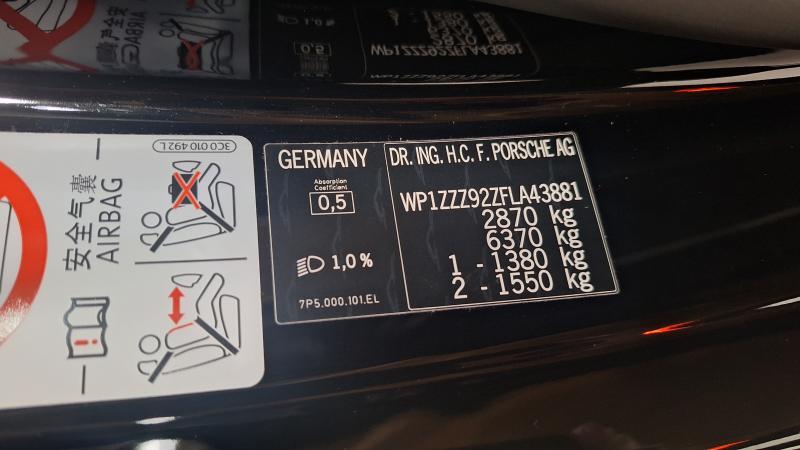 3C0 010 492 L
安全气囊
AIRBAG
GERMANY
Absorption
Coefficient
0,5
1,0 %
7P5.000.101.EL
DR. ING. H.C. F. PORSCHE AG
WP1ZZZ92ZFLA43881
2870 kg
6370 kg
1 - 1380 kg
2 - 1550 kg